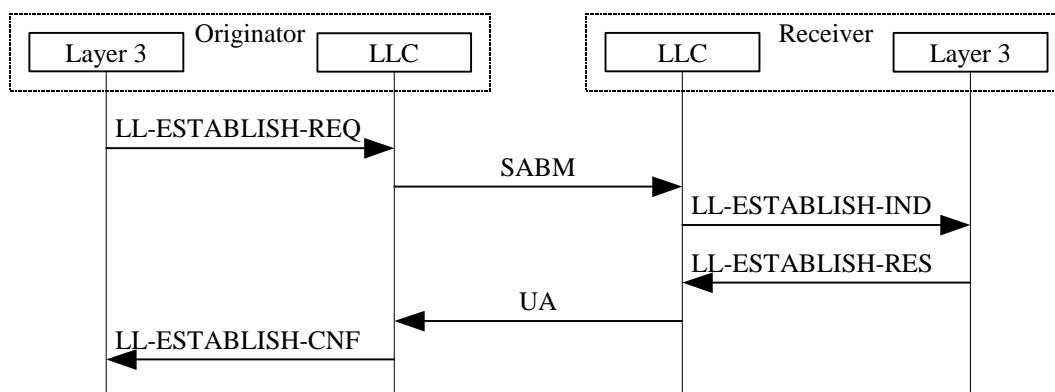 Originator
Receiver
Layer 3
LLC
LLC
Layer 3
LL-ESTABLISH-REQ
SABM
LL-ESTABLISH-IND
LL-ESTABLISH-RES
UA
LL-ESTABLISH-CNF